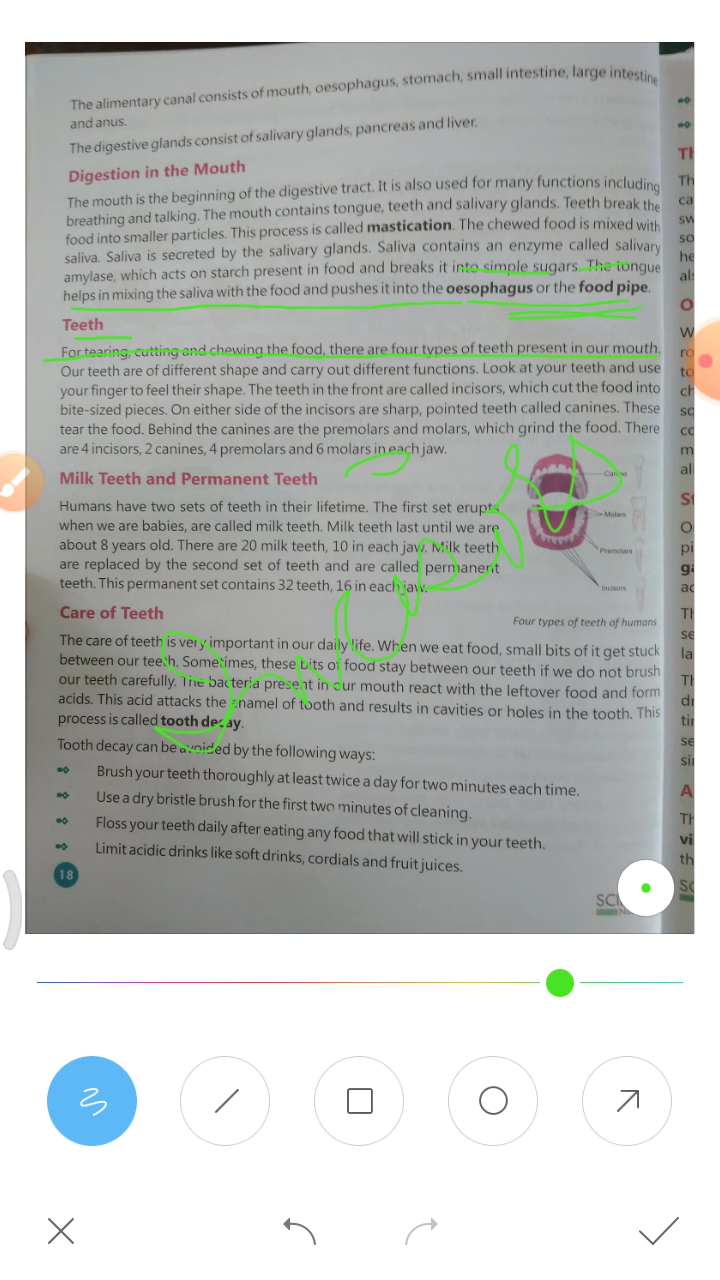 The alimentary canal consists of mouth, oesophagus, stomach, small intestine, large intestine
and anus.
The digestive glands consist of salivary glands, pancreas and liver.
Digestion in the Mouth
The mouth is the beginning of the digestive tract. It is also used for many functions including
breathing and talking. The mouth contains tongue, teeth and salivary glands. Teeth break the
food into smaller particles. This process is called mastication. The chewed food is mixed with
saliva. Saliva is secreted by the salivary glands. Saliva contains an enzyme called salivary
amylase, which acts on starch present in food and breaks it into simple sugars. The tongue
helps in mixing the saliva with the food and pushes it into the oesophagus or the food pipe.
Teeth
For tearing, cutting and chewing the food, there are four types of teeth present in our mouth.
Our teeth are of different shape and carry out different functions. Look at your teeth and use
your finger to feel their shape. The teeth in the front are called incisors, which cut the food into
bite-sized pieces. On either side of the incisors are sharp, pointed teeth called canines. These
tear the food. Behind the canines are the premolars and molars, which grind the food. There
are 4 incisors, 2 canines, 4 premolars and 6 molars in each jaw.
Milk Teeth and Permanent Teeth
Humans have two sets of teeth in their lifetime. The first set erupts
when we are babies, are called milk teeth. Milk teeth last until we are
about 8 years old. There are 20 milk teeth, 10 in each jaw. Milk teeth
are replaced by the second set of teeth and are called permanent
teeth. This permanent set contains 32 teeth, 16 in each jaw.
Canine
Molars
Premolars
Incisors
Four types of teeth of humans
Care of Teeth
The care of teeth is very important in our daily life. When we eat food, small bits of it get stuck
between our teeth. Sometimes, these bits of food stay between our teeth if we do not brush
our teeth carefully. The bacteria present in our mouth react with the leftover food and form
acids. This acid attacks the enamel of tooth and results in cavities or holes in the tooth. This
process is called tooth decay.
Tooth decay can be avoided by the following ways:
Brush your teeth thoroughly at least twice a day for two minutes each time.
Use a dry bristle brush for the first two minutes of cleaning.
Floss your teeth daily after eating any food that will stick in your teeth.
Limit acidic drinks like soft drinks, cordials and fruit juices.
18